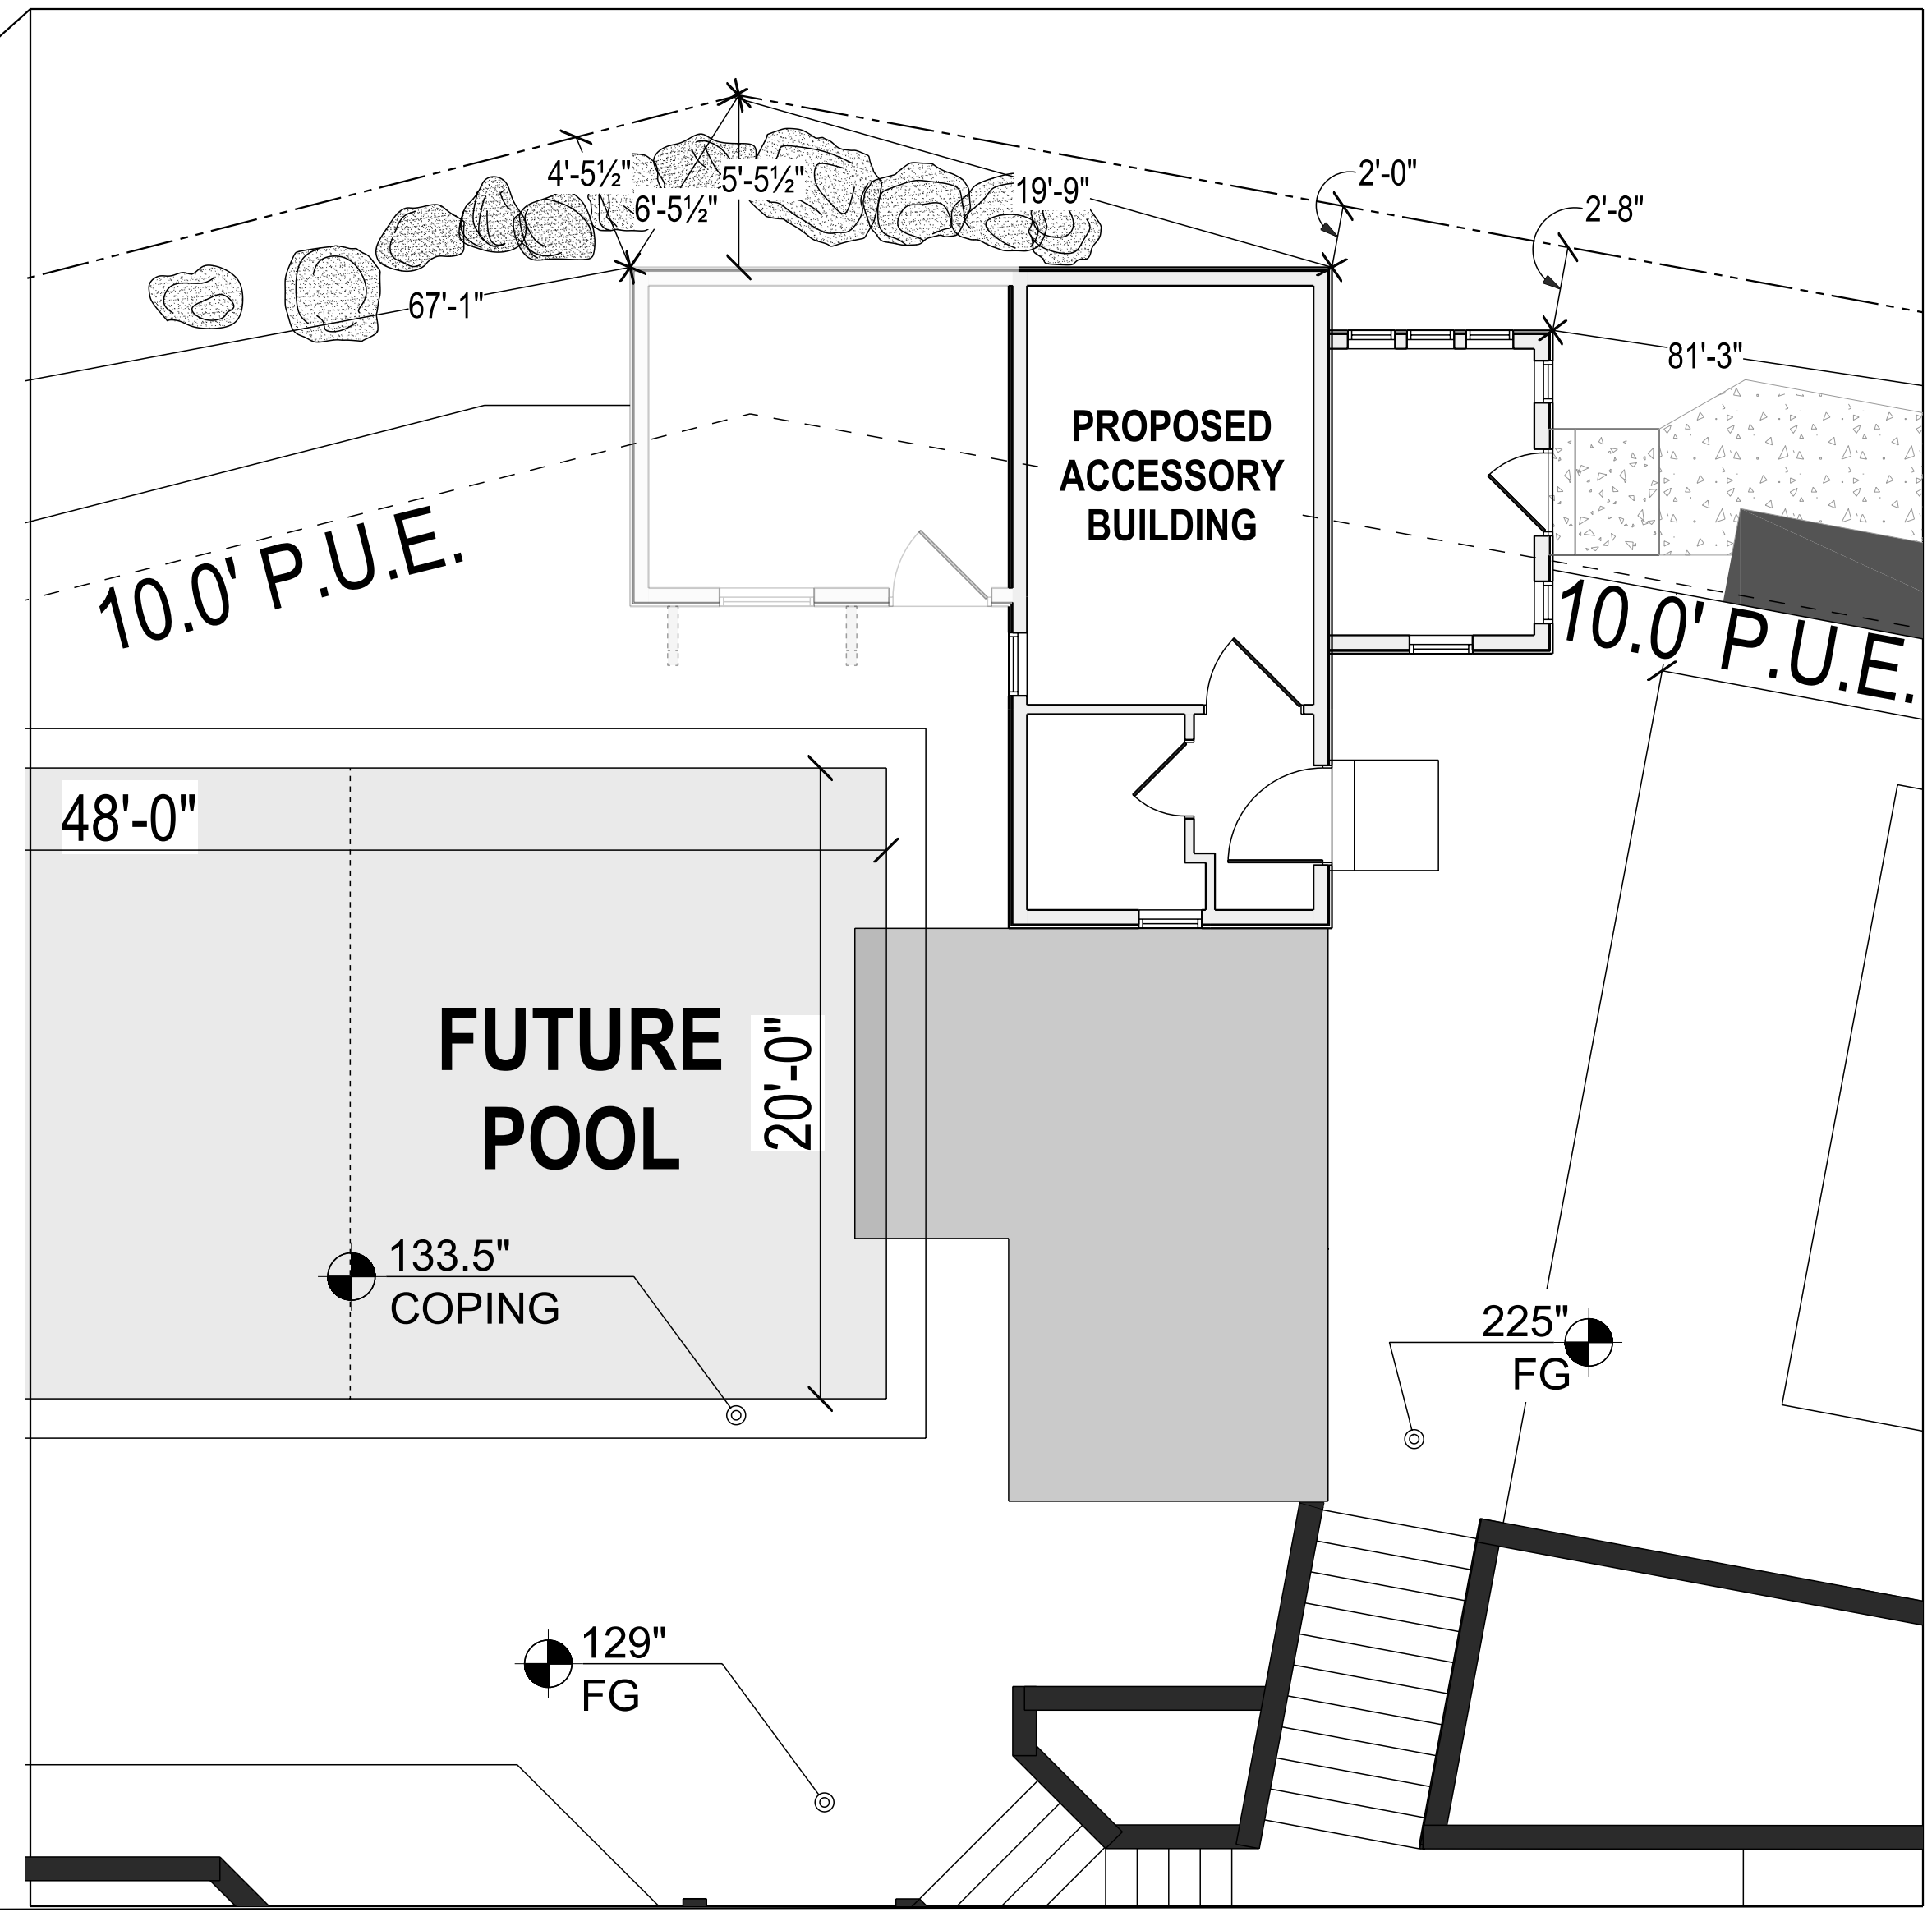 4'-5½"
5'-5½"
6'-5½"
19'-9"
2'-0"
2'-8"
67'-1"
81'-3"
PROPOSED
ACCESSORY
BUILDING
10.0' P.U.E.
10.0' P.U.E.
48'-0"
FUTURE
POOL
20'-0"
133.5"
COPING
225"
FG
129"
FG